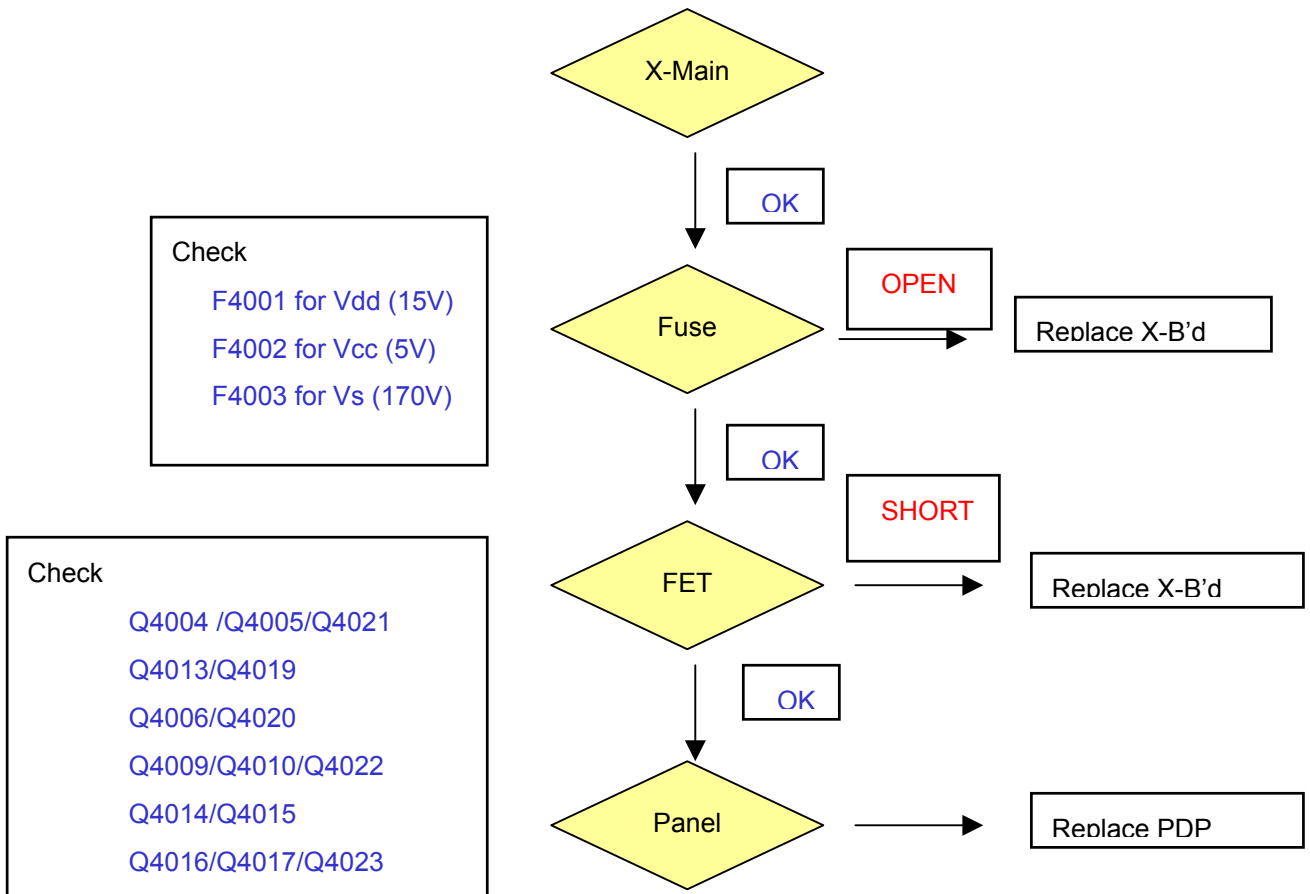 X-Main
OK
Check
F4001 for Vdd (15V)
F4002 for Vcc (5V)
F4003 for Vs (170V)
Fuse
OPEN
Replace X-B’d
OK
SHORT
Check
Q4004 /Q4005/Q4021
Q4013/Q4019
Q4006/Q4020
Q4009/Q4010/Q4022
Q4014/Q4015
Q4016/Q4017/Q4023
FET
Replace X-B’d
OK
Panel
Replace PDP